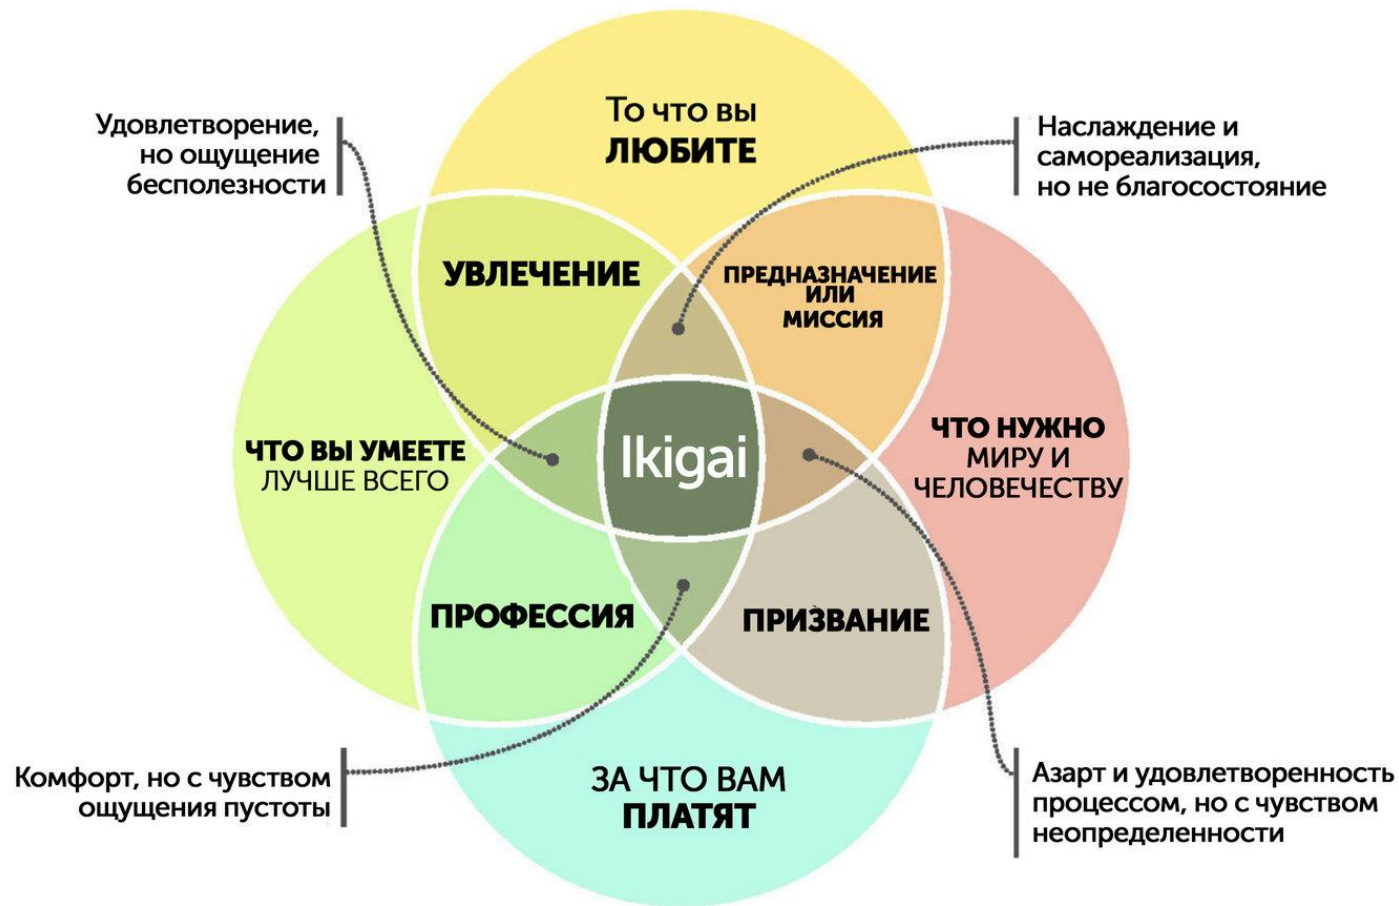 То что вы
ЛЮБИТЕ
Удовлетворение,
но ощущение
бесполезности
Наслаждение и
самореализация,
но не благосостояние
УВЛЕЧЕНИЕ
ПРЕДНАЗНАЧЕНИЕ
ИЛИ
МИССИЯ
ЧТО ВЫ УМЕЕТЕ
ЛУЧШЕ ВСЕГО
Ikigai
ЧТО НУЖНО
МИРУ И
ЧЕЛОВЕЧЕСТВУ
ПРОФЕССИЯ
ПРИЗВАНИЕ
Комфорт, но с чувством
ощущения пустоты
ЗА ЧТО ВАМ
ПЛАТЯТ
Азарт и удовлетворенность
процессом, но с чувством
неопределенности